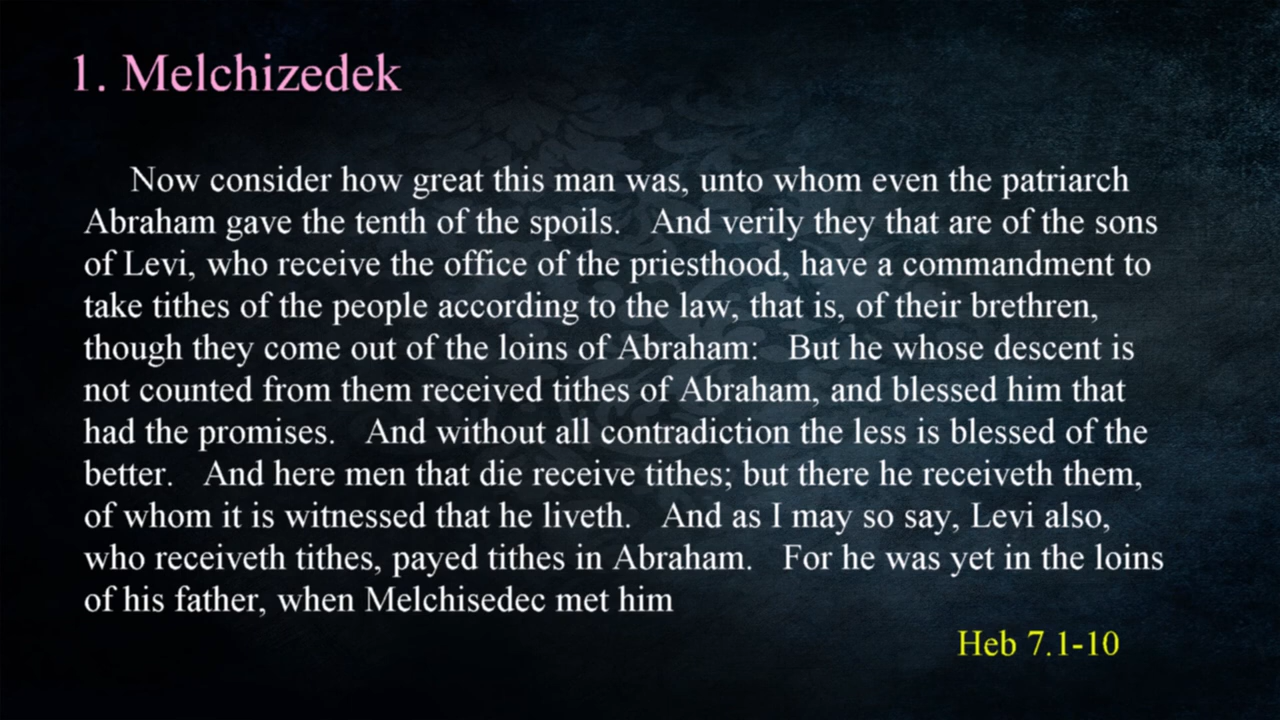 1. Melchizedek
Now consider how great this man was, unto whom even the patriarch
Abraham gave the tenth of the spoils. And verily they that are of the sons
of Levi, who receive the office of the priesthood, have a commandment to
take tithes of the people according to the law, that is, of their brethren,
though they come out of the loins of Abraham: But he whose descent is
not counted from them received tithes of Abraham, and blessed him that
had the promises. And without all contradiction the less is blessed of the
better. And here men that die receive tithes; but there he receiveth them,
of whom it is witnessed that he liveth. And as I may so say, Levi also,
who receiveth tithes, payed tithes in Abraham. For he was yet in the loins
of his father, when Melchisedec met him
Heb 7.1-10